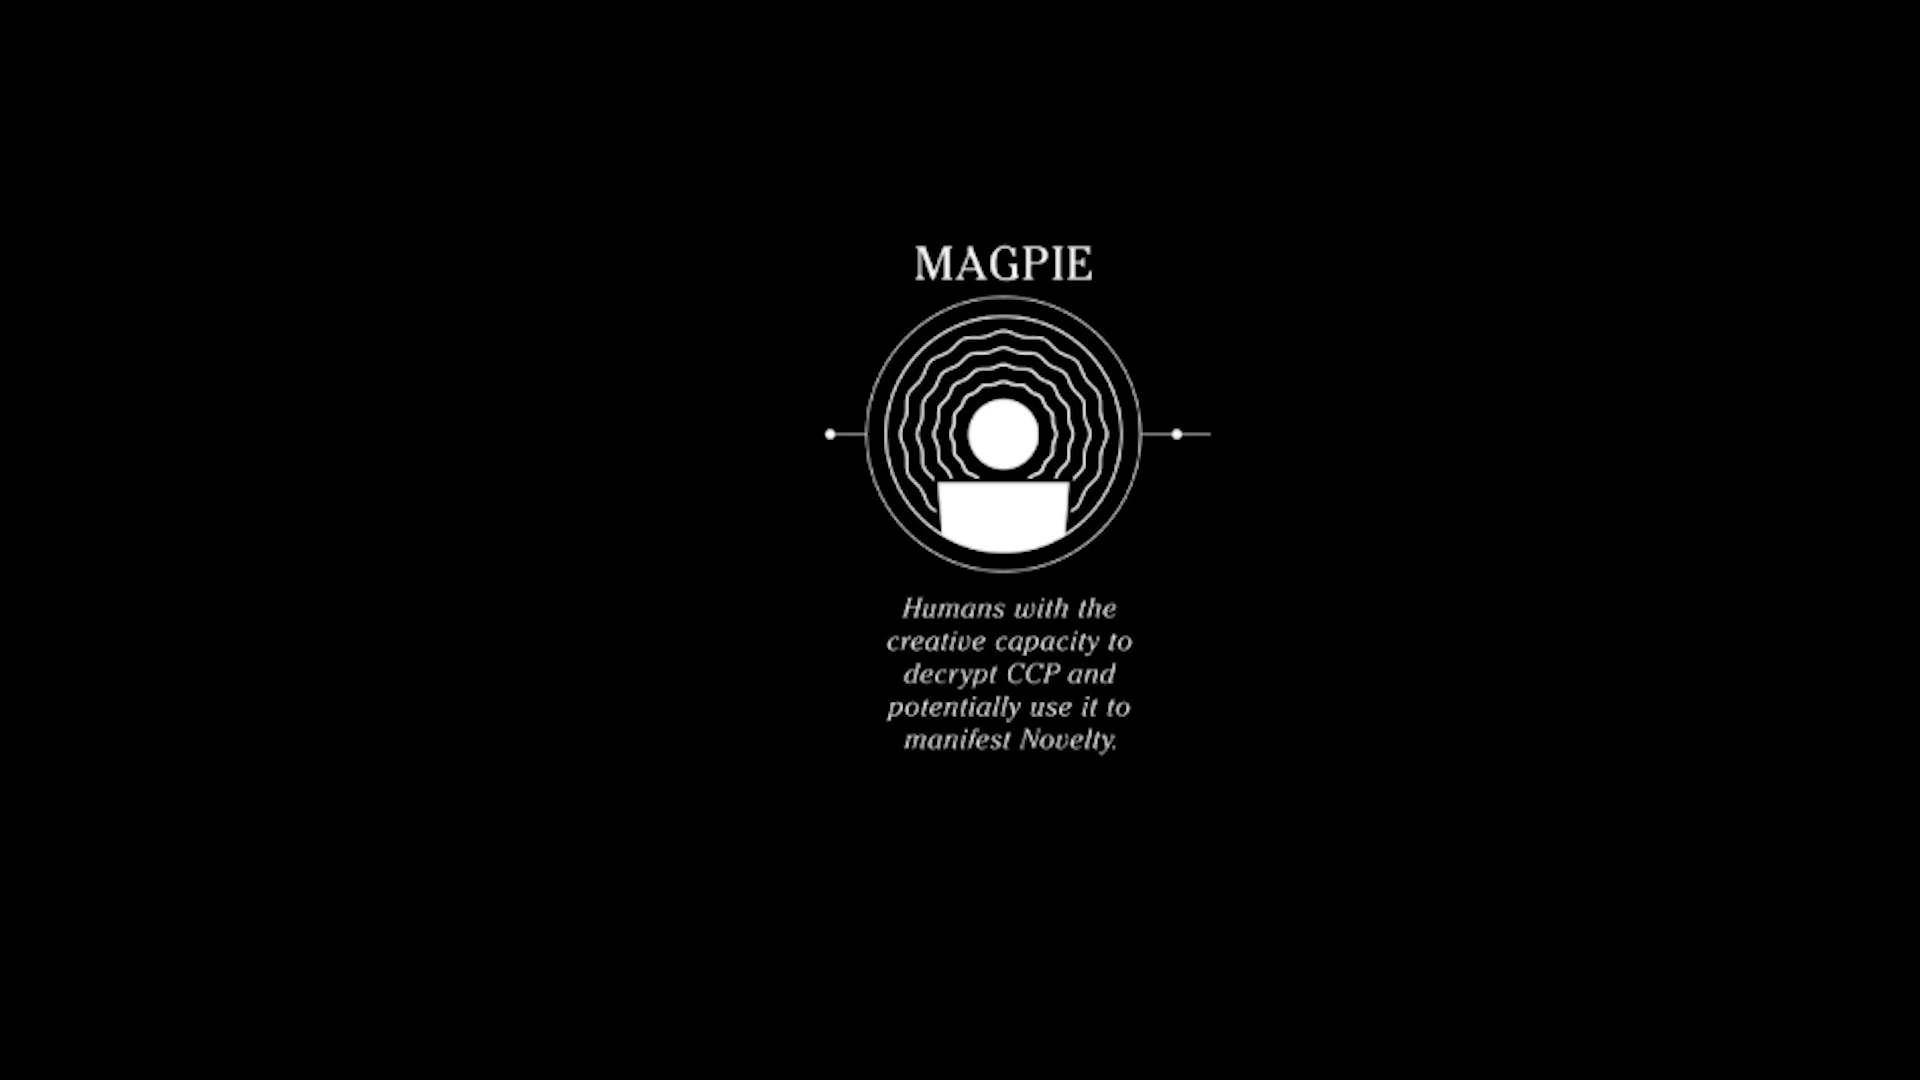 MAGPIE
Humans with the
creative capacity to
decrypt CCP and
potentially use it to
manifest Novelty.